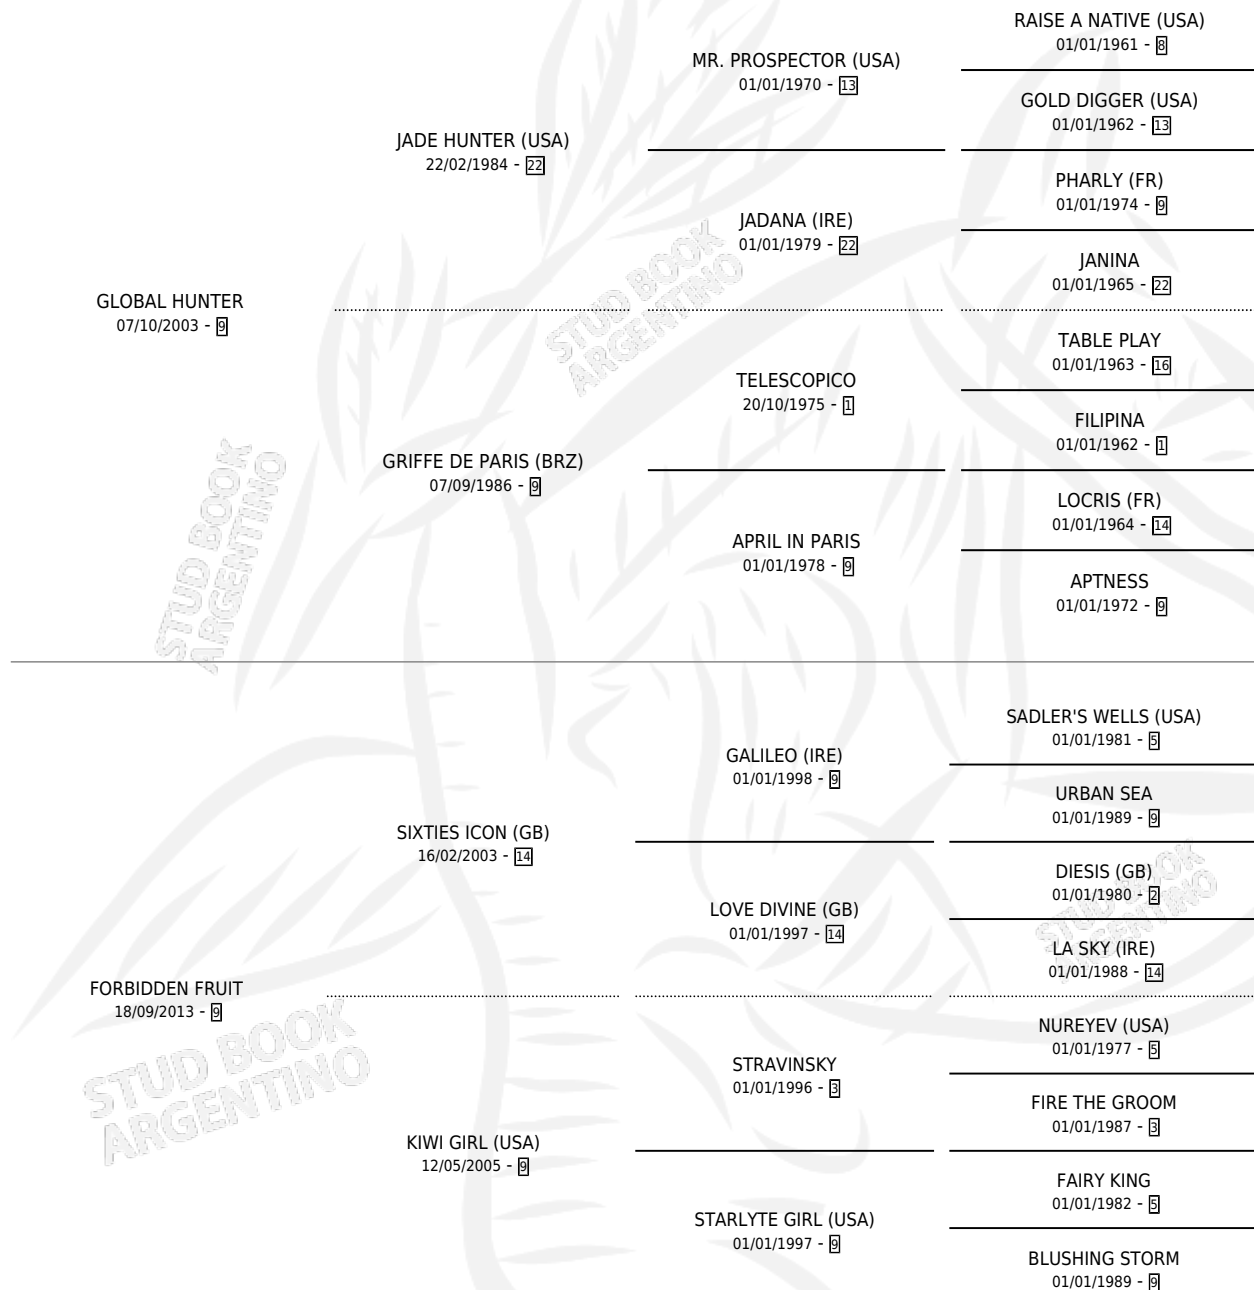 RAISE A NATIVE (USA)
01/01/1961 - 8
MR. PROSPECTOR (USA)
01/01/1970 - 13
GOLD DIGGER (USA)
01/01/1962 - 13
JADE HUNTER (USA)
22/02/1984 - 22
PHARLY (FR)
01/01/1974 - 9
JADANA (IRE)
01/01/1979 - 22
JANINA
01/01/1965 - 22
GLOBAL HUNTER
07/10/2003 - 9
STUD BOOK
ARGENTINO
TABLE PLAY
01/01/1963 - 16
TELESCOPICO
20/10/1975 - 1
FILIPINA
01/01/1962 - 1
GRIFFE DE PARIS (BRZ)
07/09/1986 - 9
LOCRIS (FR)
01/01/1964 - 14
APRIL IN PARIS
01/01/1978 - 9
APTNESS
01/01/1972 - 9
STUD BOOK
ARGENTINO
SADLER'S WELLS (USA)
01/01/1981 - 5
GALILEO (IRE)
01/01/1998 - 9
URBAN SEA
01/01/1989 - 9
SIXTIES ICON (GB)
16/02/2003 - 14
DIESIS (GB)
01/01/1980 - 2
LOVE DIVINE (GB)
01/01/1997 - 14
STUD BOOK
ARGENTINO
LA SKY (IRE)
01/01/1988 - 14
FORBIDDEN FRUIT
18/09/2013 - 9
STUD BOOK
ARGENTINO
NUREYEV (USA)
01/01/1977 - 5
STRAVINSKY
01/01/1996 - 3
FIRE THE GROOM
01/01/1987 - 3
KIWI GIRL (USA)
12/05/2005 - 9
FAIRY KING
01/01/1982 - 5
STARLYTE GIRL (USA)
01/01/1997 - 9
BLUSHING STORM
01/01/1989 - 9